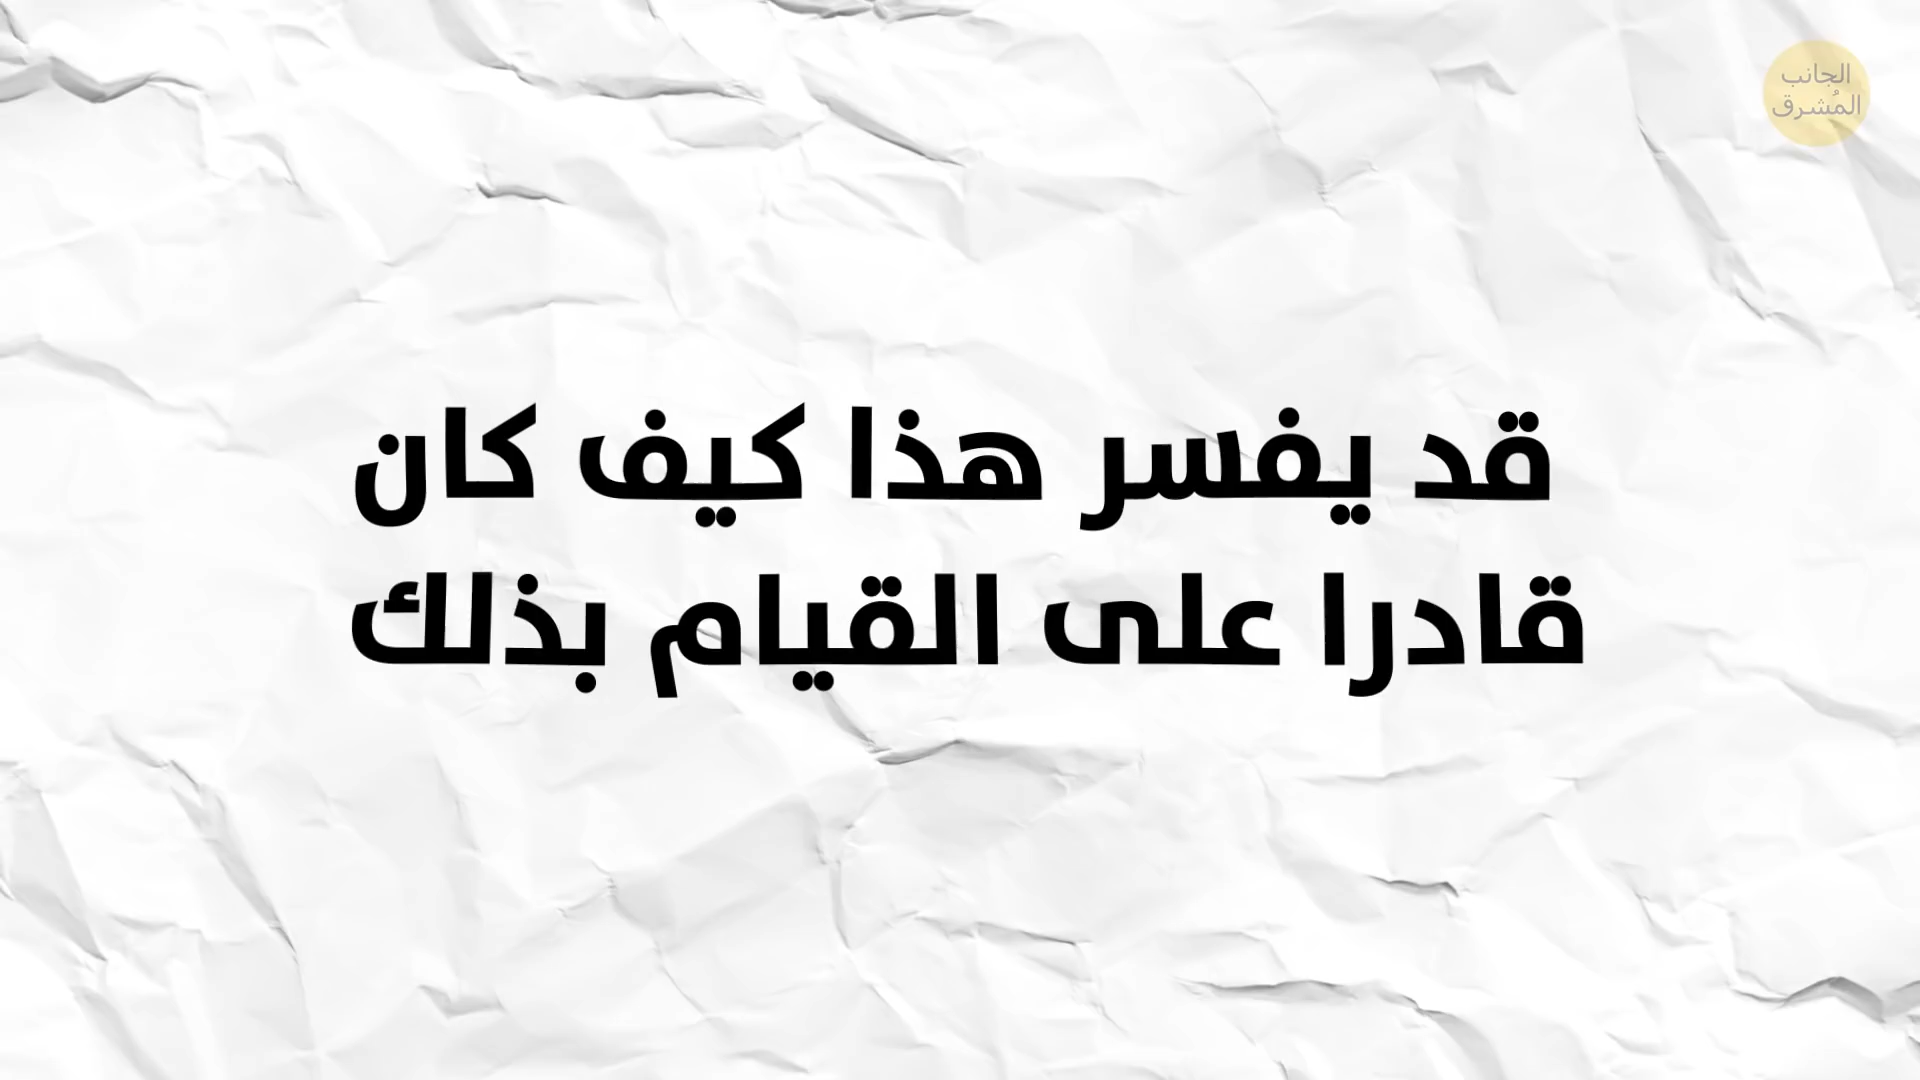 الجانب
المُشرق
قد يفسر هذا كيف كان
قادرا على القيام بذلك